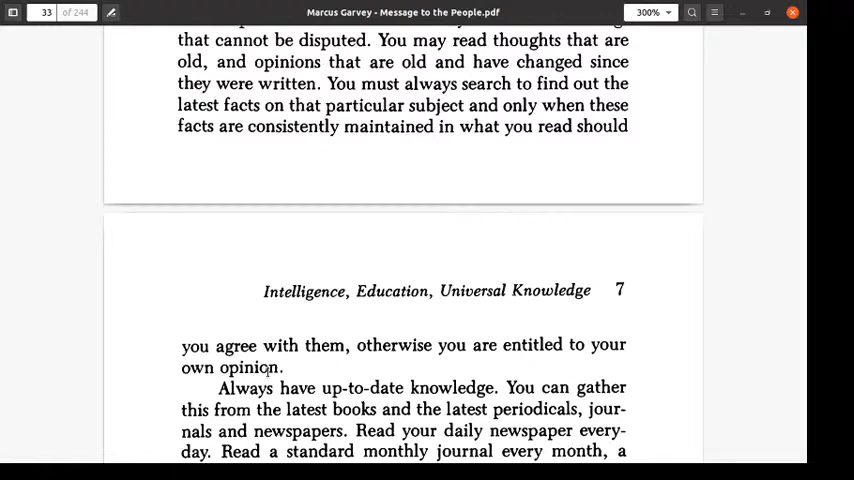 33 of 244
Marcus Garvey - Message to the People.pdf
300%
that cannot be disputed. You may read thoughts that are
old, and opinions that are old and have changed since
they were written. You must always search to find out the
latest facts on that particular subject and only when these
facts are consistently maintained in what you read should
Intelligence, Education, Universal Knowledge 7
you agree with them, otherwise you are entitled to your
own opinion.
Always have up-to-date knowledge. You can gather
this from the latest books and the latest periodicals, jour-
nals and newspapers. Read your daily newspaper every-
day. Read a standard monthly journal every month, a